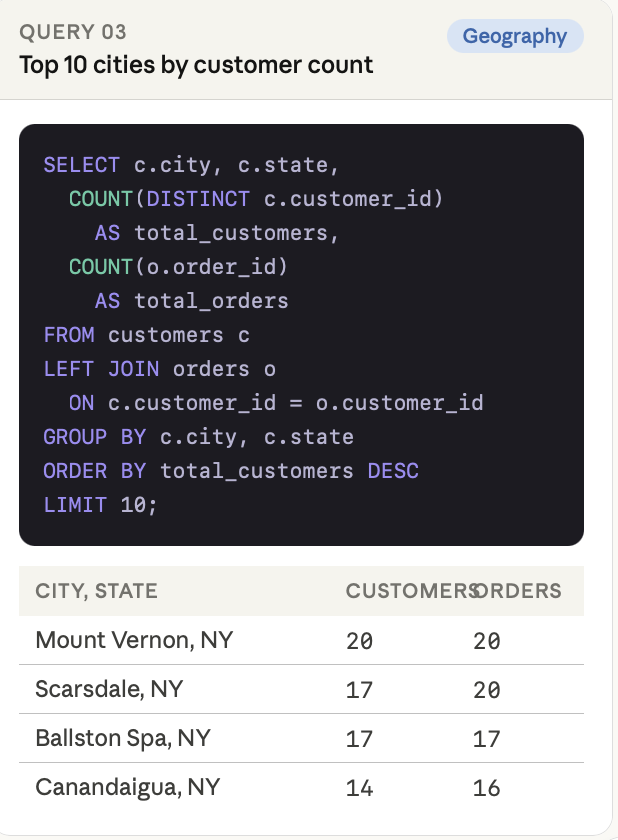 QUERY 03
Geography
Top 10 cities by customer count
SELECT c.city, c.state,
  COUNT(DISTINCT c.customer_id)
    AS total_customers,
  COUNT(o.order_id)
    AS total_orders
FROM customers c
LEFT JOIN orders o
  ON c.customer_id = o.customer_id
GROUP BY c.city, c.state
ORDER BY total_customers DESC
LIMIT 10;
CITY, STATE CUSTOMERS ORDERS
Mount Vernon, NY 20 20
Scarsdale, NY 17 20
Ballston Spa, NY 17 17
Canandaigua, NY 14 16